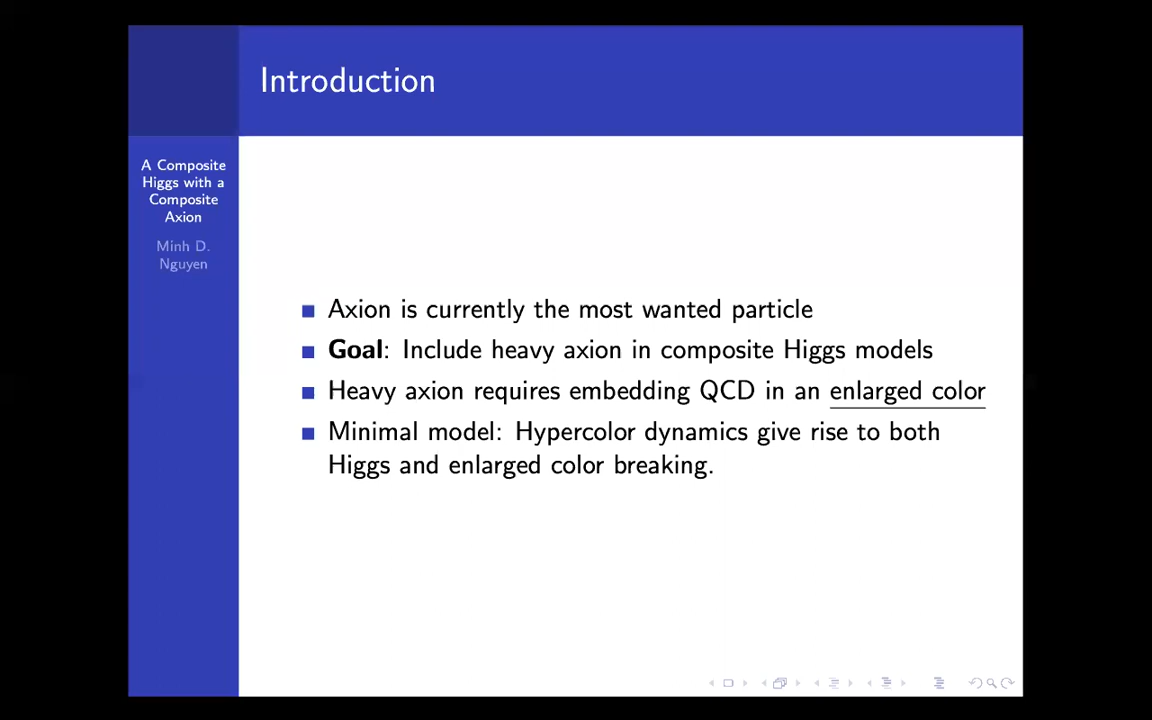 Introduction
A Composite
Higgs with a
Composite
Axion
Minh D.
Nguyen
Axion is currently the most wanted particle
Goal: Include heavy axion in composite Higgs models
Heavy axion requires embedding QCD in an enlarged color
Minimal model: Hypercolor dynamics give rise to both
Higgs and enlarged color breaking.